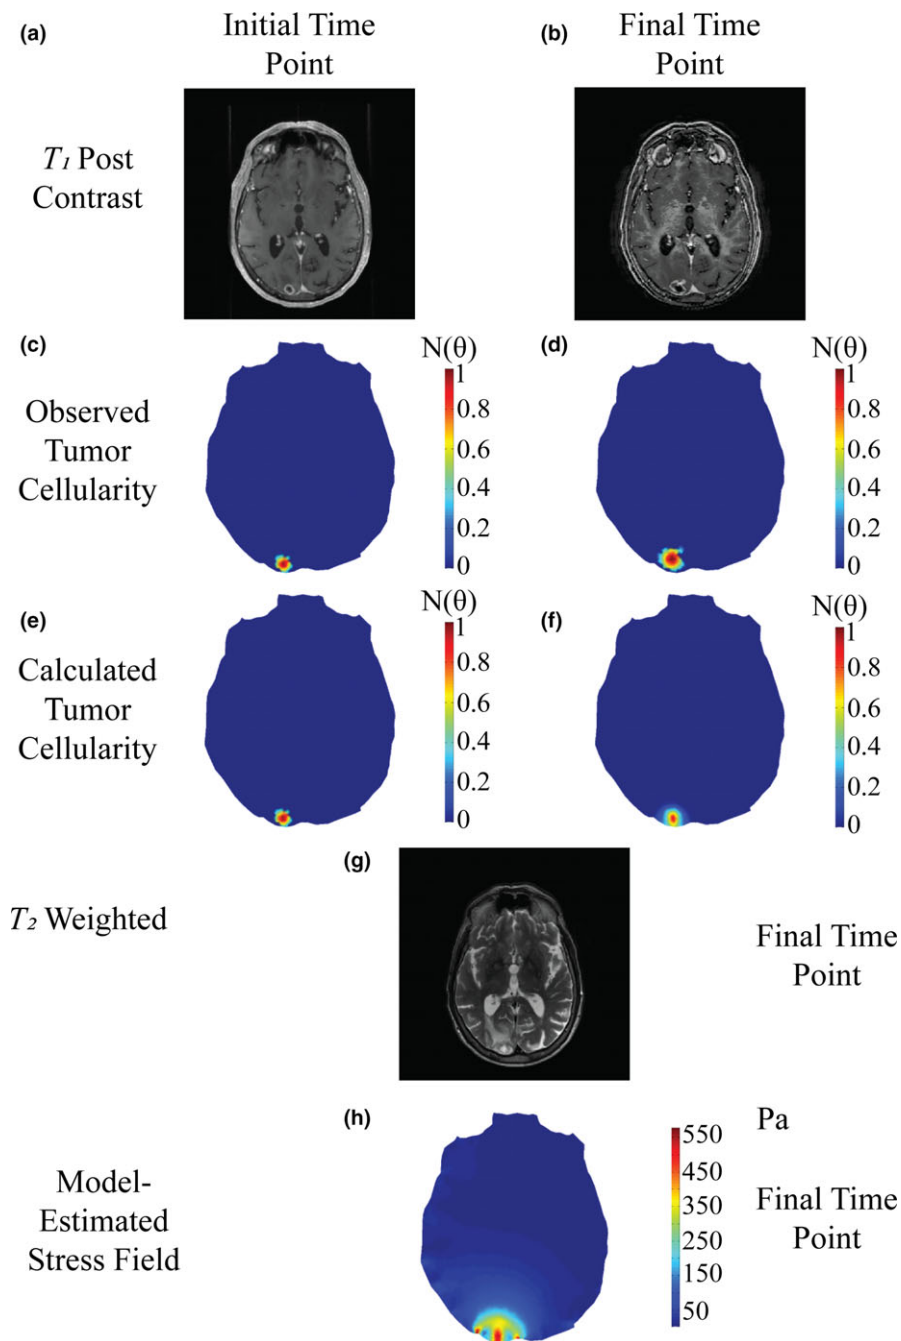 (a)
Initial Time
Point
(b)
Final Time
Point
T1 Post
Contrast
(c)
N(θ)
1
0.8
0.6
0.4
0.2
0
(d)
N(θ)
1
0.8
0.6
0.4
0.2
0
Observed
Tumor
Cellularity
(e)
N(θ)
1
0.8
0.6
0.4
0.2
0
(f)
N(θ)
1
0.8
0.6
0.4
0.2
0
Calculated
Tumor
Cellularity
(g)
T2 Weighted
Final Time
Point
(h)
Pa
550
450
350
250
150
50
Model-
Estimated
Stress Field
Final Time
Point